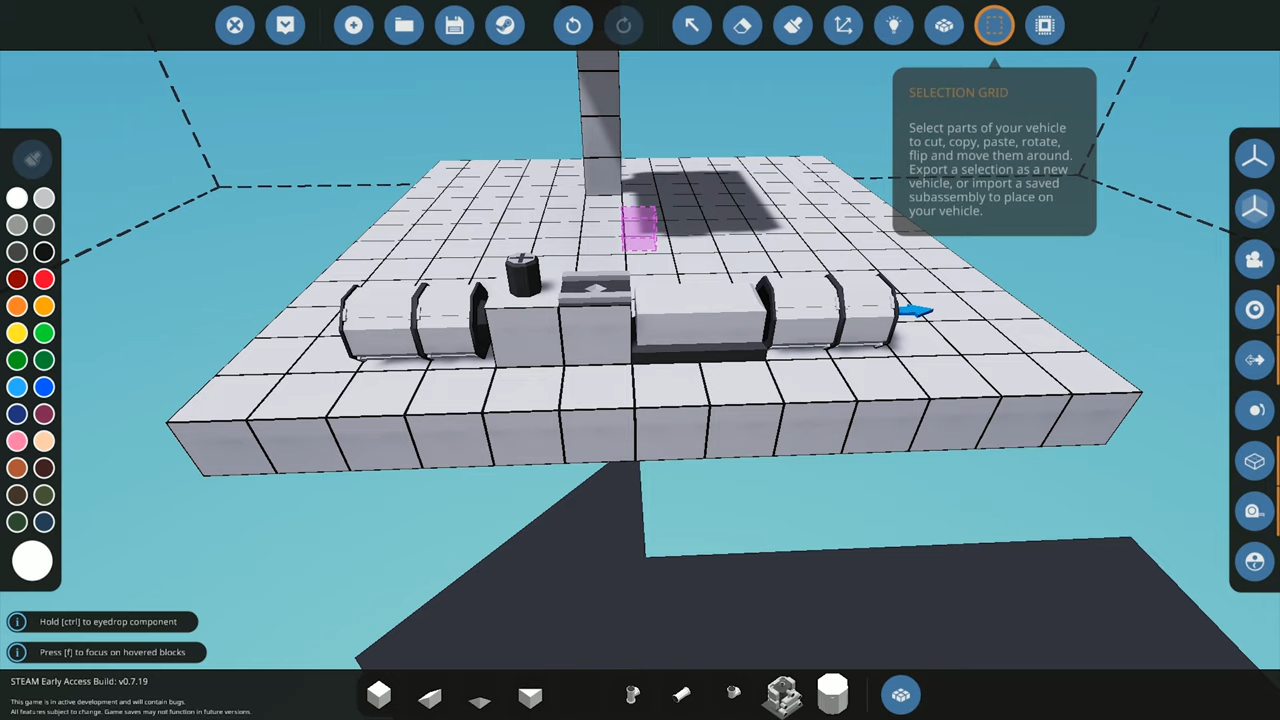 SELECTION GRID
Select parts of your vehicle
to cut, copy, paste, rotate,
flip and move them around.
Export a selection as a new
vehicle, or import a saved
subassembly to place on
your vehicle.
Hold [ctrl] to eyedrop component
Press [f] to focus on hovered blocks
STEAM Early Access Build: v0.7.19
This game is in active development and will contain bugs.
All features subject to change. Game saves may not function in future versions.